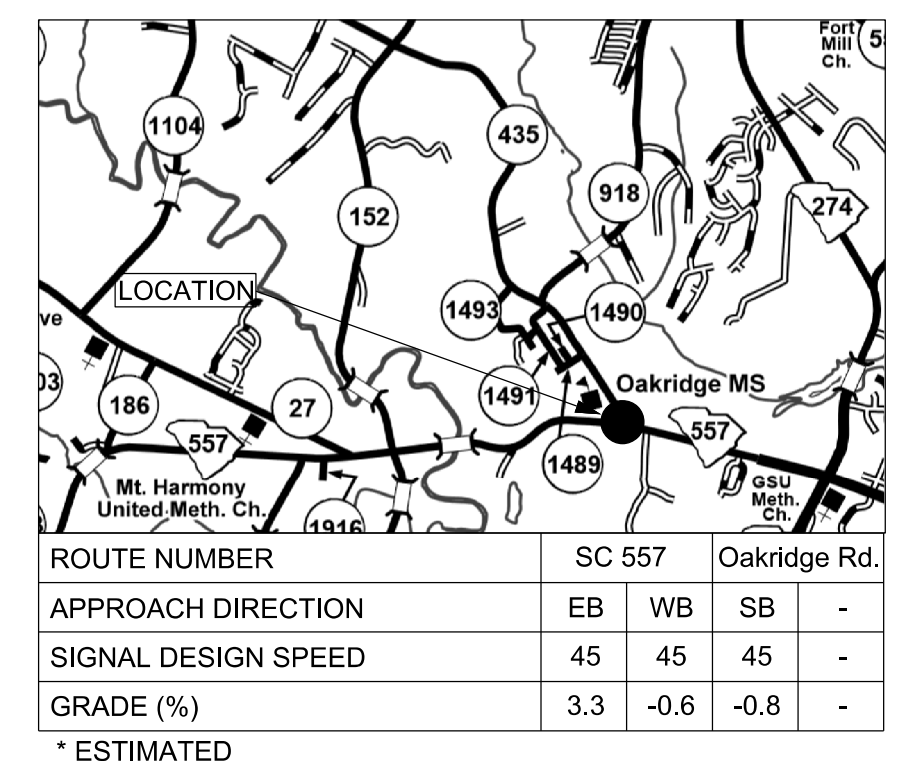 Fort
Mill
Ch.
1104
435
152
918
274
LOCATION
1493
1490
ve
1491
Oakridge MS
186
27
557
557
1489
Mt. Harmony
United Meth. Ch.
GSU
Meth.
Ch.
1916
ROUTE NUMBER SC 557 Oakridge Rd.
APPROACH DIRECTION EB WB SB -
SIGNAL DESIGN SPEED 45 45 45 -
GRADE (%) 3.3 -0.6 -0.8 -
* ESTIMATED